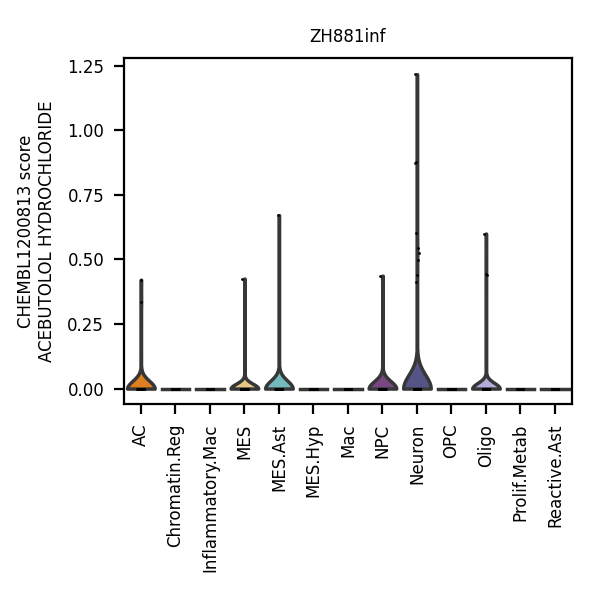 ZH881inf
CHEMBL1200813 score
ACEBUTOLOL HYDROCHLORIDE
1.25
1.00
0.75
0.50
0.25
0.00
AC
Chromatin.Reg
Inflammatory.Mac
MES
MES.Ast
MES.Hyp
Mac
NPC
Neuron
OPC
Oligo
Prolif.Metab
Reactive.Ast